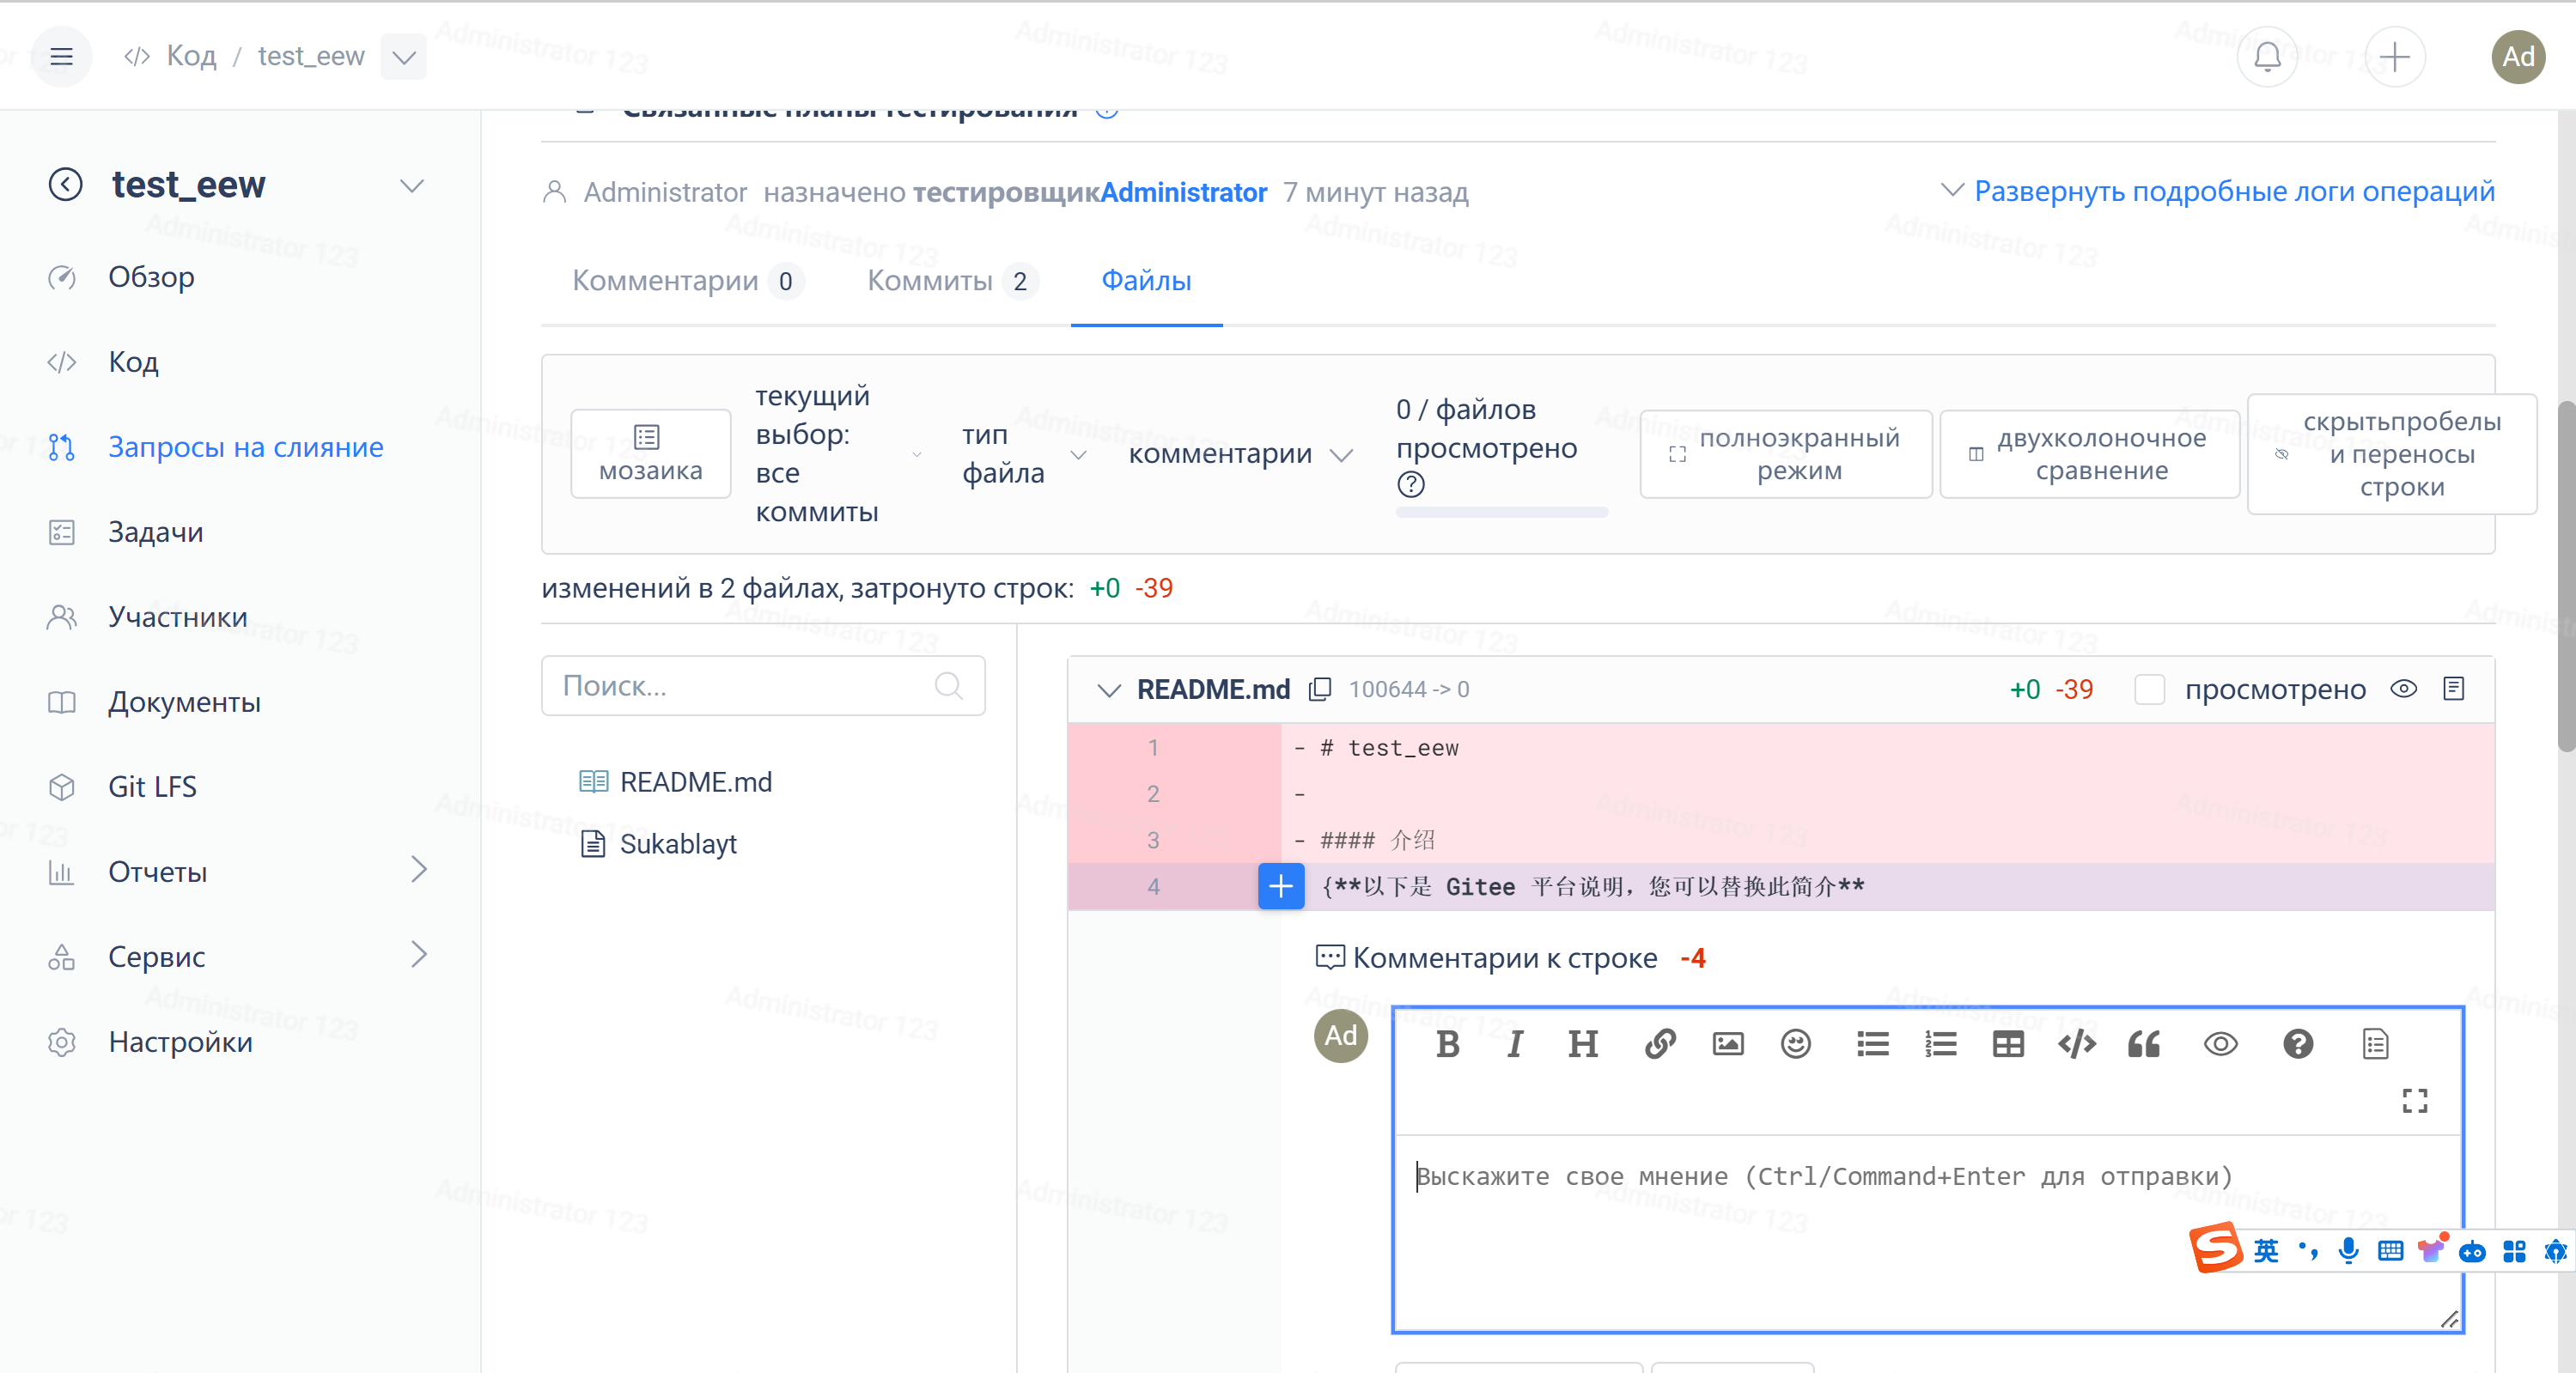 Код / test_eew
Ad
test_eew
Обзор
Код
Запросы на слияние
Задачи
Участники
Документы
Git LFS
Отчеты
Сервис
Настройки
Связанные планы тестирования
Administrator назначено тестировщикAdministrator 7 минут назад
Развернуть подробные логи операций
Комментарии 0 Коммиты 2 Файлы
мозаика
текущий
выбор:
все
коммиты
тип
файла
комментарии
0 / файлов
просмотрено
полноэкранный
режим
двухколоночное
сравнение
скрытьпробелы
и переносы
строки
изменений в 2 файлах, затронуто строк: +0 -39
Поиск...
README.md
Sukablayt
README.md 100644 -> 0 +0 -39 просмотрено
1 - # test_eew
2 -
3 - #### 介绍
4 {**以下是 Gitee 平台说明，您可以替换此简介**
Комментарии к строке -4
Ad
B I H
Выскажите свое мнение (Ctrl/Command+Enter для отправки)
英
Administrator 123